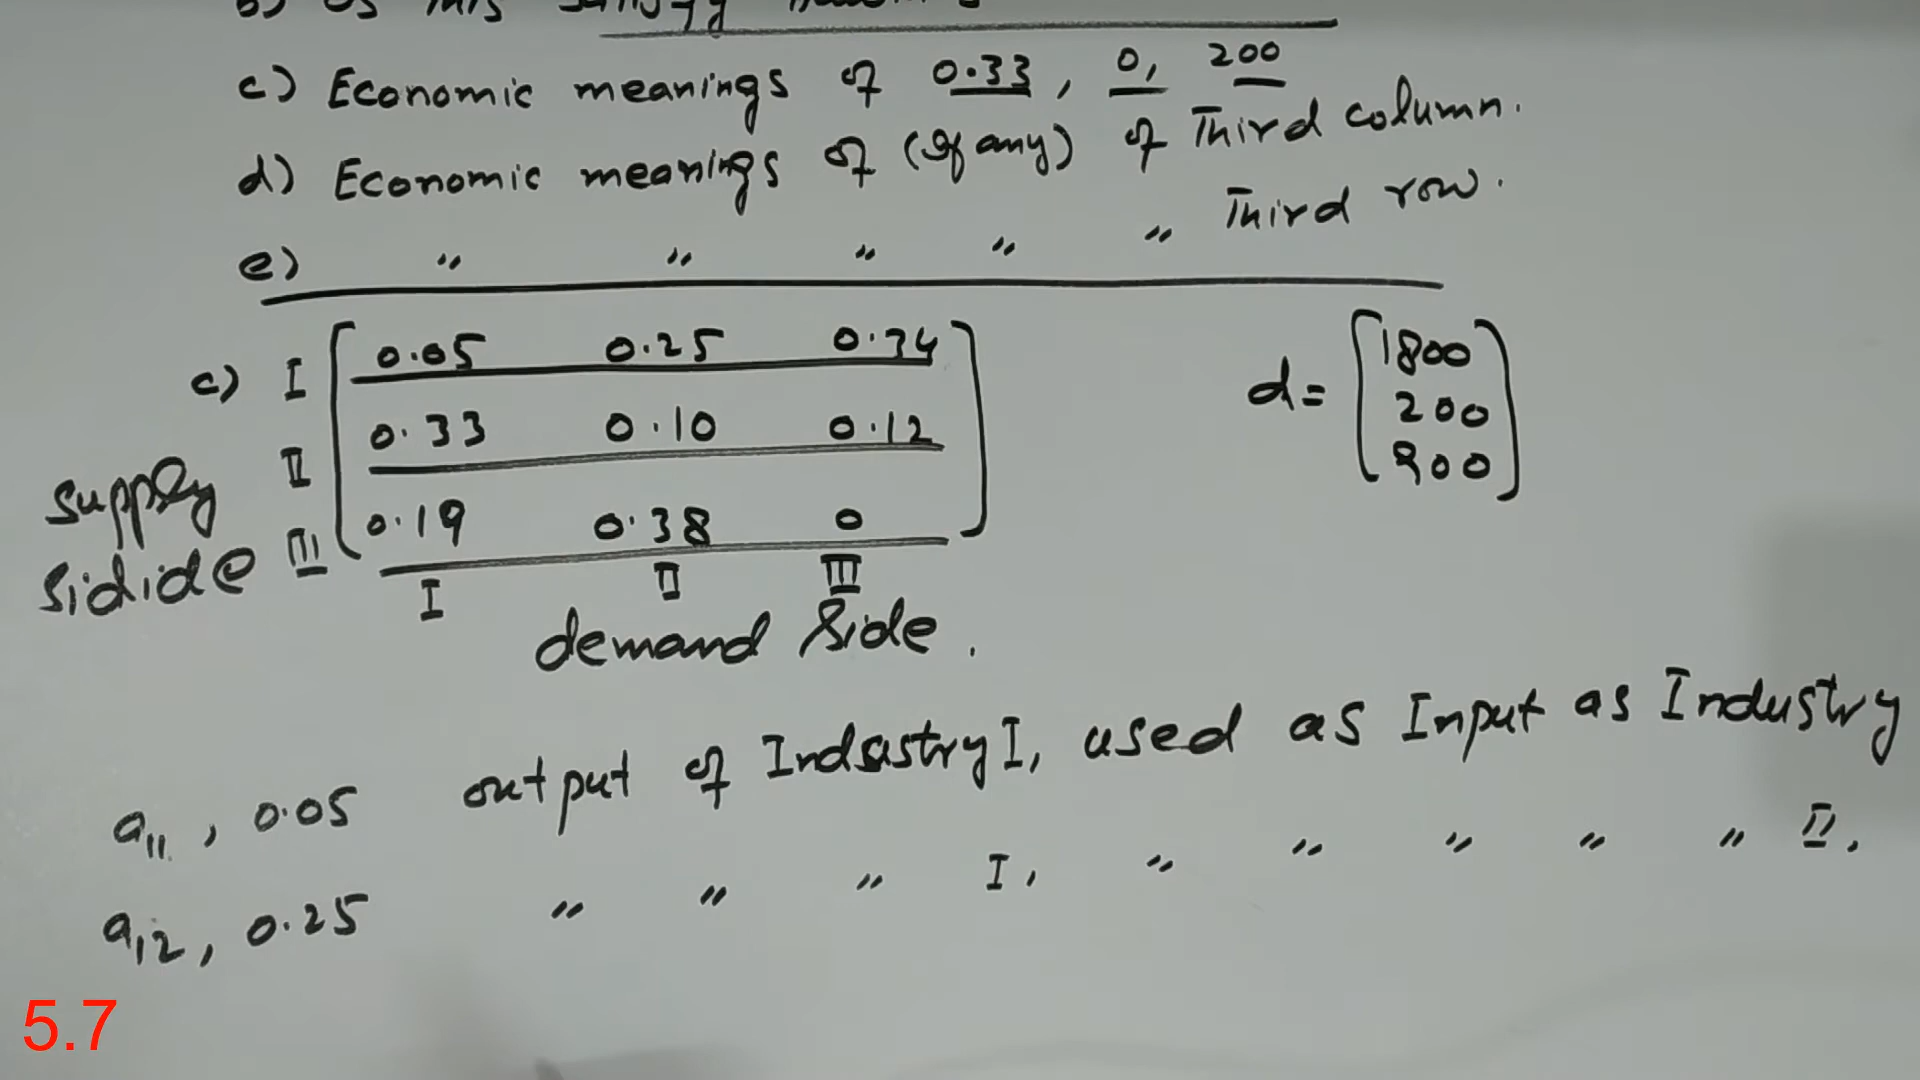 c) Economic meanings of 0.33, 0, 200
d) Economic meanings of (If any) of Third column.
e) " " " " " Third row.
c) I 0.05 0.25 0.34
II 0.33 0.10 0.12
III 0.19 0.38 0
I II III
supply
Sidide
demand Side.
d= 1800
200
900
a11, 0.05 output of Indsastry I, used as Input as Industry
a12, 0.25 " " " I, " " " " " II.
5.7